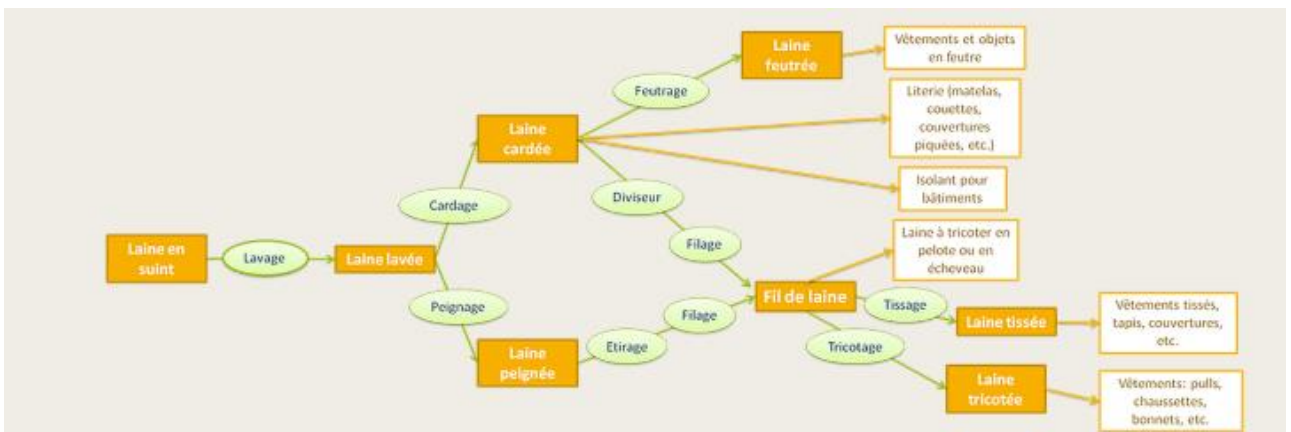 Laine en
suint
Lavage
Laine lavée
Cardage
Peignage
Laine
cardée
Laine
peignée
Feutrage
Diviseur
Filage
Etirage
Filage
Laine
feutrée
Fil de laine
Tissage
Tricotage
Laine tissée
Laine
tricotée
Vêtements et objets
en feutre
Literie (matelas,
couettes,
couvertures
piquées, etc.)
Isolant pour
bâtiments
Laine à tricoter en
pelote ou en
écheveau
Vêtements tissés,
tapis, couvertures,
etc.
Vêtements: pulls,
chaussettes,
bonnets, etc.